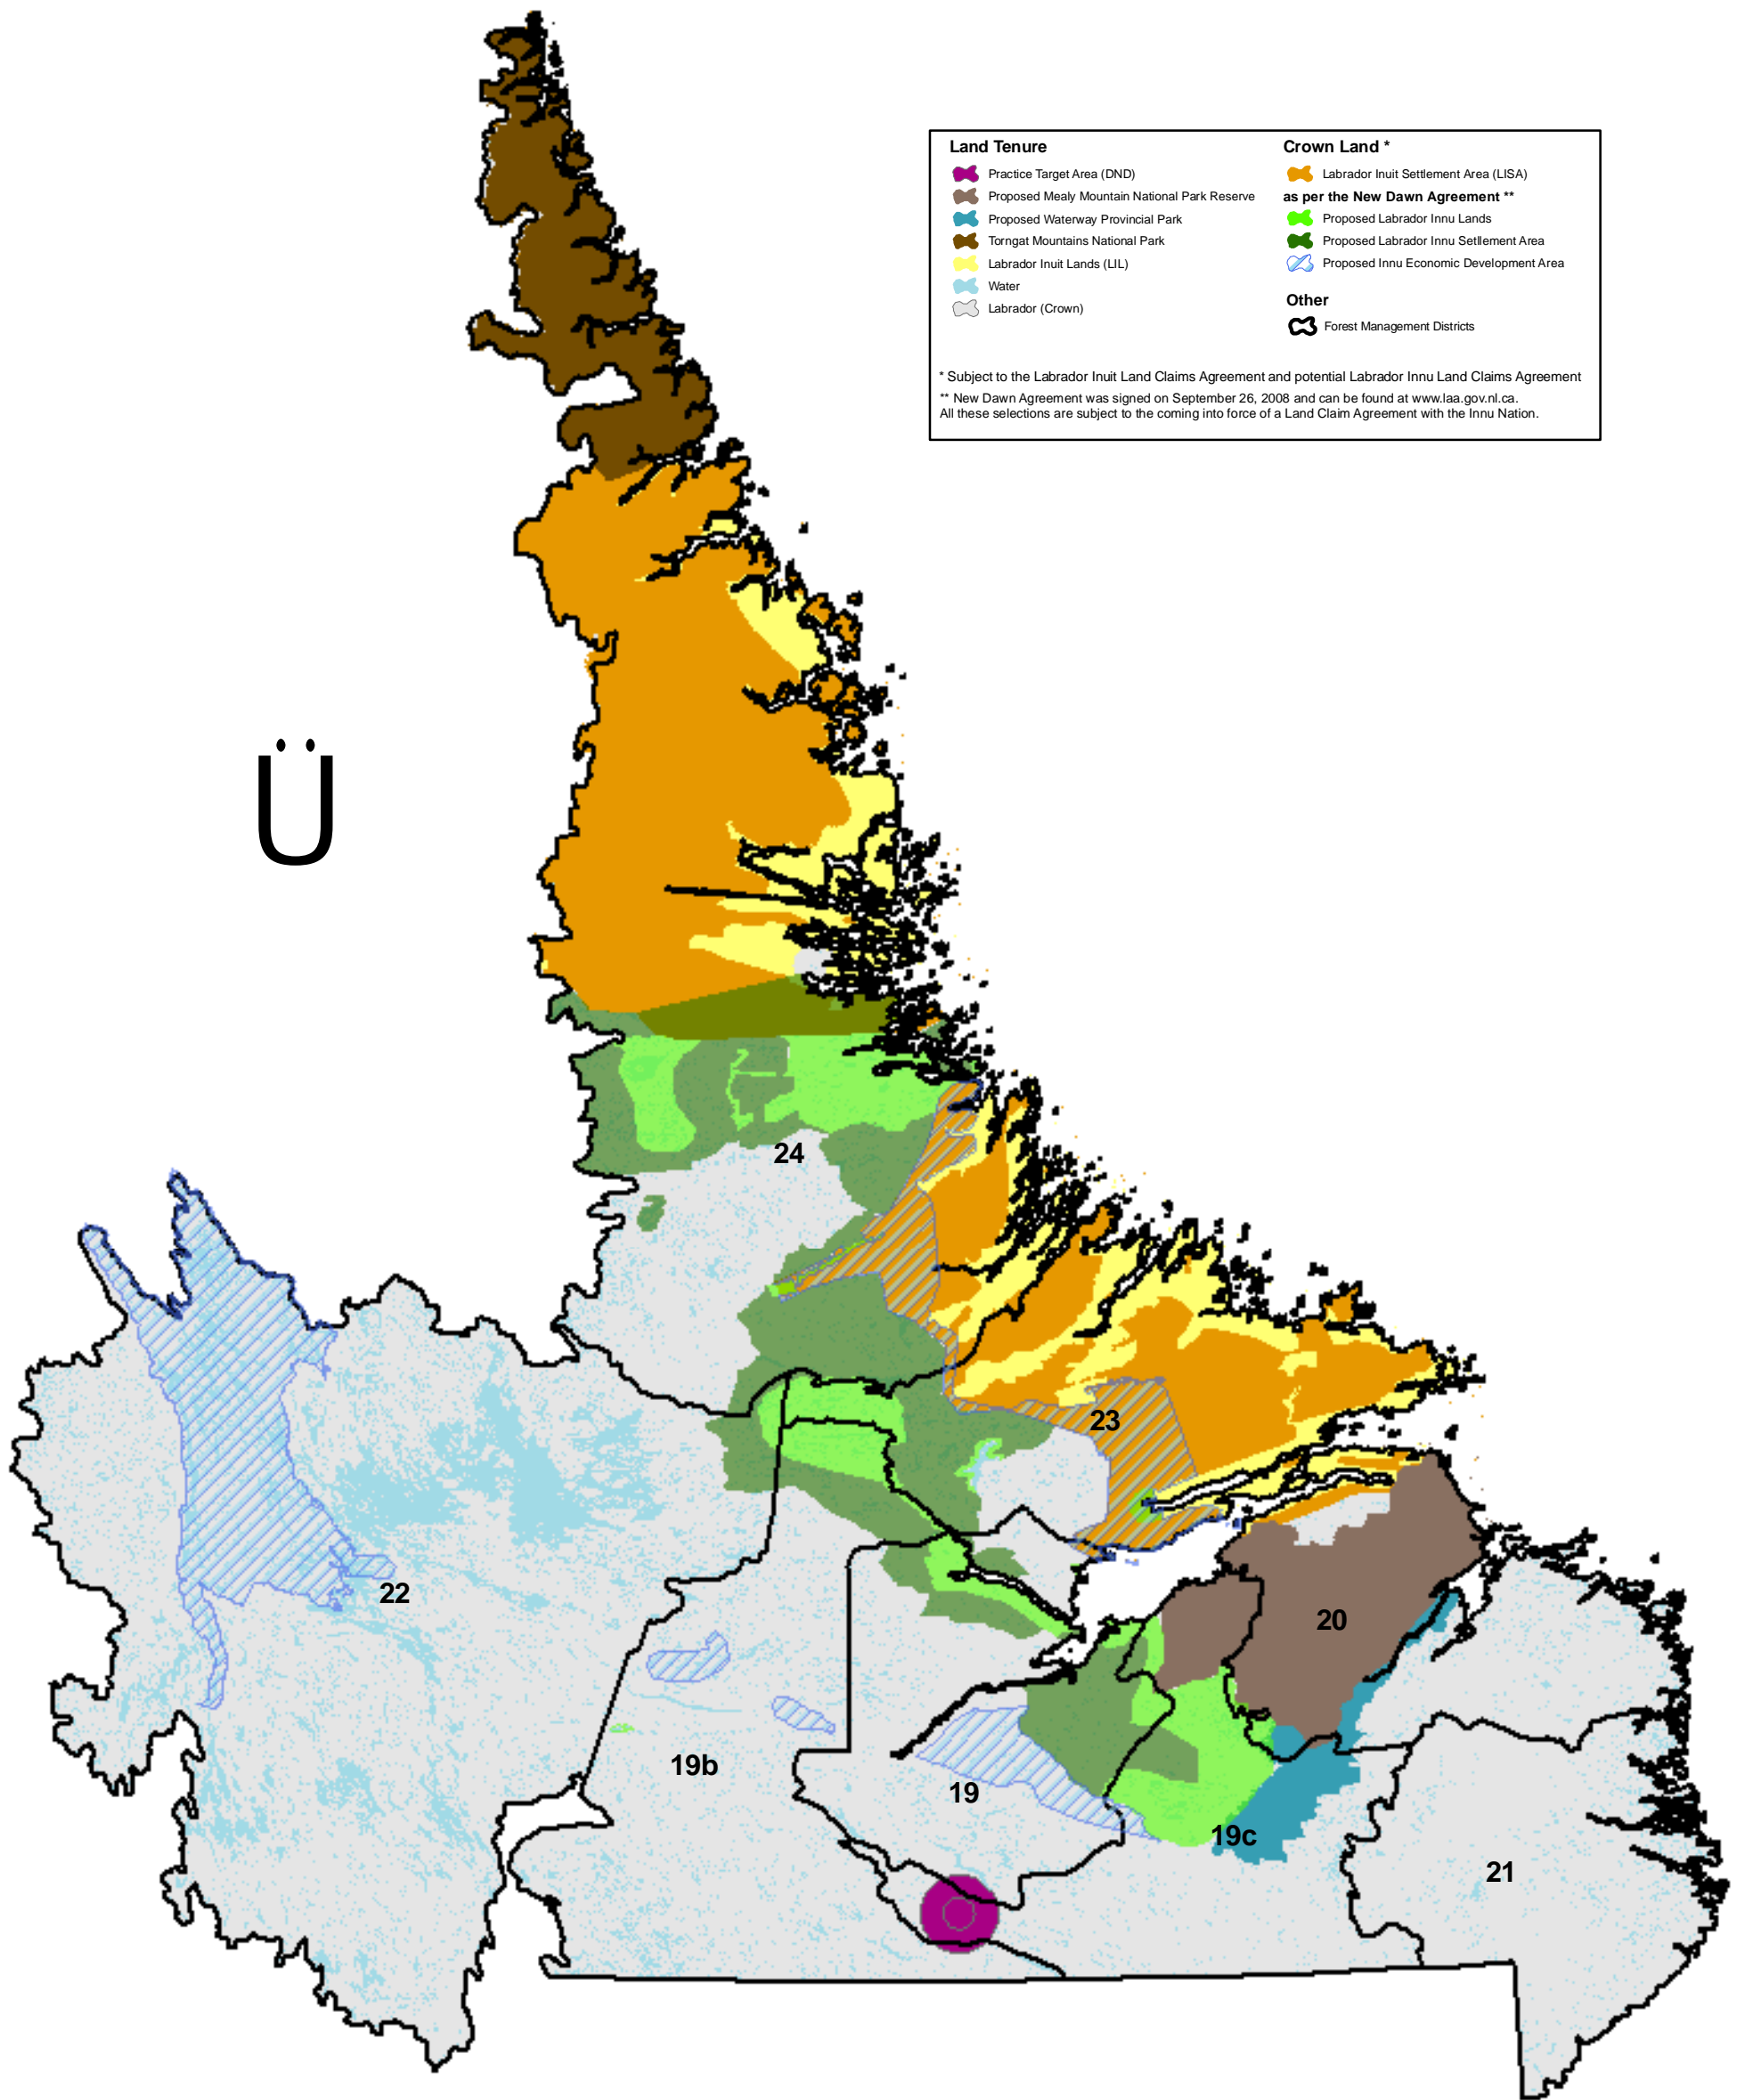 Land Tenure
Practice Target Area (DND)
Proposed Mealy Mountain National Park Reserve
Proposed Waterway Provincial Park
Torngat Mountains National Park
Labrador Inuit Lands (LIL)
Water
Labrador (Crown)
Crown Land *
Labrador Inuit Settlement Area (LISA)
as per the New Dawn Agreement **
Proposed Labrador Innu Lands
Proposed Labrador Innu Setllement Area
Proposed Innu Economic Development Area
Other
Forest Management Districts
* Subject to the Labrador Inuit Land Claims Agreement and potential Labrador Innu Land Claims Agreement
** New Dawn Agreement was signed on September 26, 2008 and can be found at www.laa.gov.nl.ca.
All these selections are subject to the coming into force of a Land Claim Agreement with the Innu Nation.
Ü
24
23
22
20
19b
19
19c
21